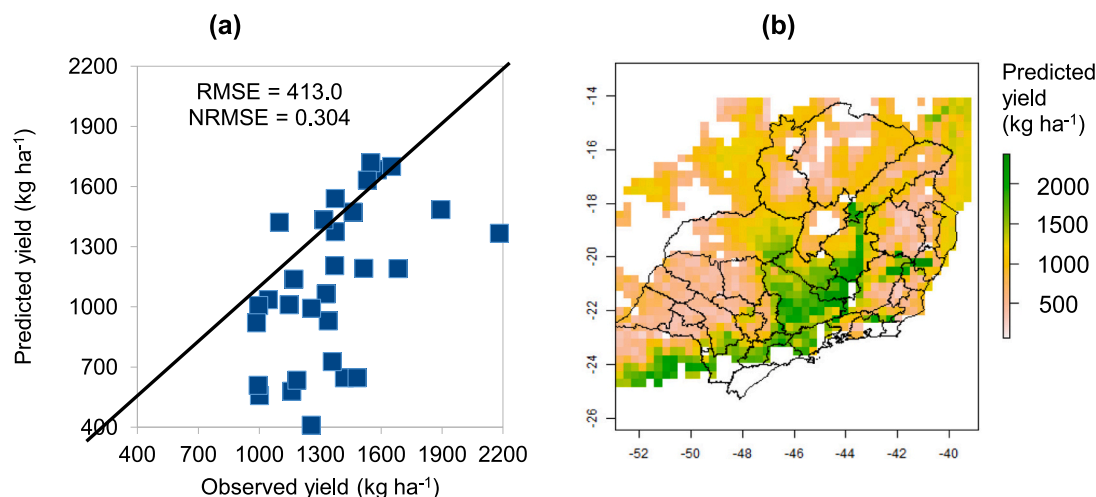 (a)
RMSE = 413.0
NRMSE = 0.304
Predicted yield (kg ha⁻¹)
2200
1900
1600
1300
1000
700
400
400 700 1000 1300 1600 1900 2200
Observed yield (kg ha⁻¹)
(b)
-14
-16
-18
-20
-22
-24
-26
-52 -50 -48 -46 -44 -42 -40
Predicted
yield
(kg ha⁻¹)
2000
1500
1000
500